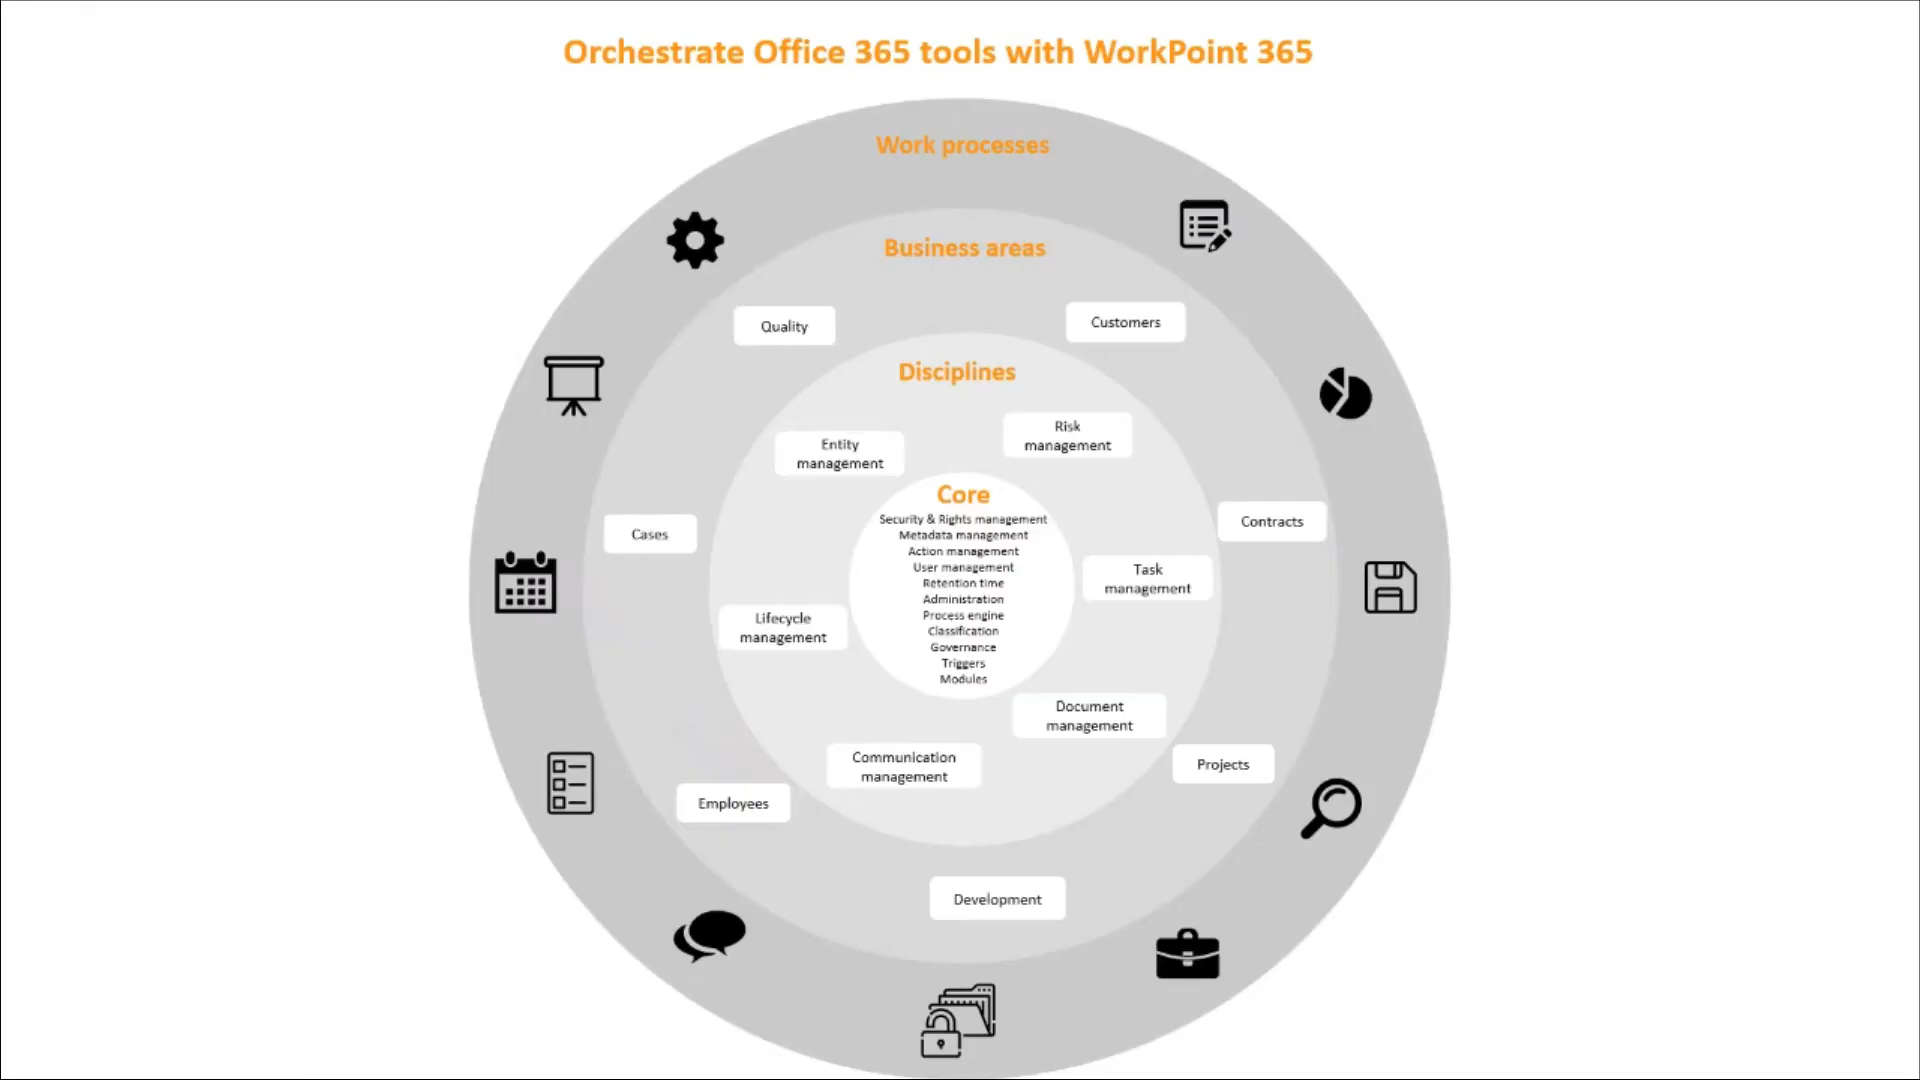 Orchestrate Office 365 tools with WorkPoint 365
Work processes
Business areas
Quality
Customers
Disciplines
Entity
management
Risk
management
Core
Security & Rights management
Metadata management
Action management
User management
Retention time
Administration
Process engine
Classification
Governance
Triggers
Modules
Cases
Contracts
Task
management
Lifecycle
management
Document
management
Communication
management
Projects
Employees
Development